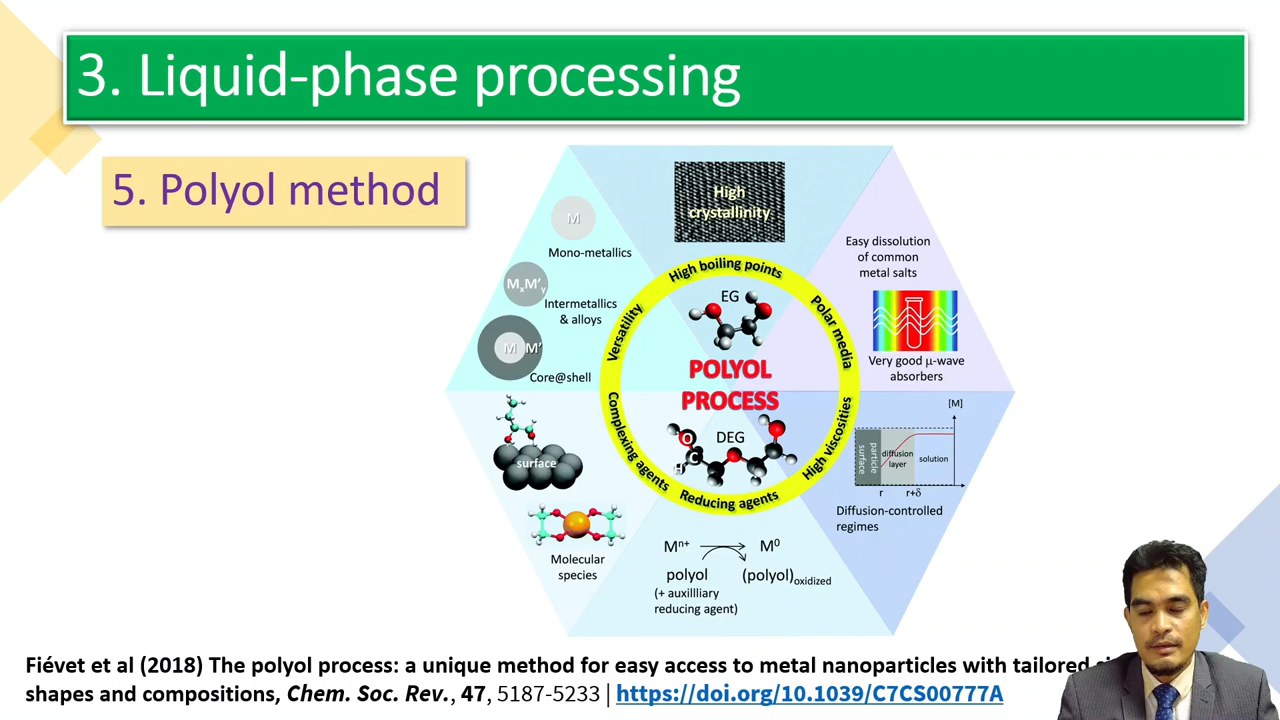 3. Liquid-phase processing
5. Polyol method
M
Mono-metallics
MxM'y
Intermetallics
& alloys
M M'
Core@shell
High
crystallinity
Easy dissolution
of common
metal salts
Very good μ-wave
absorbers
High boiling points
Polar media
High viscosities
Reducing agents
Complexing agents
Versatility
EG
POLYOL
PROCESS
DEG
O
C
H
surface
Molecular
species
[M]
particle
surface
diffusion
layer
solution
r
r+δ
Diffusion-controlled
regimes
Mn+ M0
polyol (polyol)oxidized
(+ auxillliary
reducing agent)
Fiévet et al (2018) The polyol process: a unique method for easy access to metal nanoparticles with tailored
shapes and compositions, Chem. Soc. Rev., 47, 5187-5233 | https://doi.org/10.1039/C7CS00777A